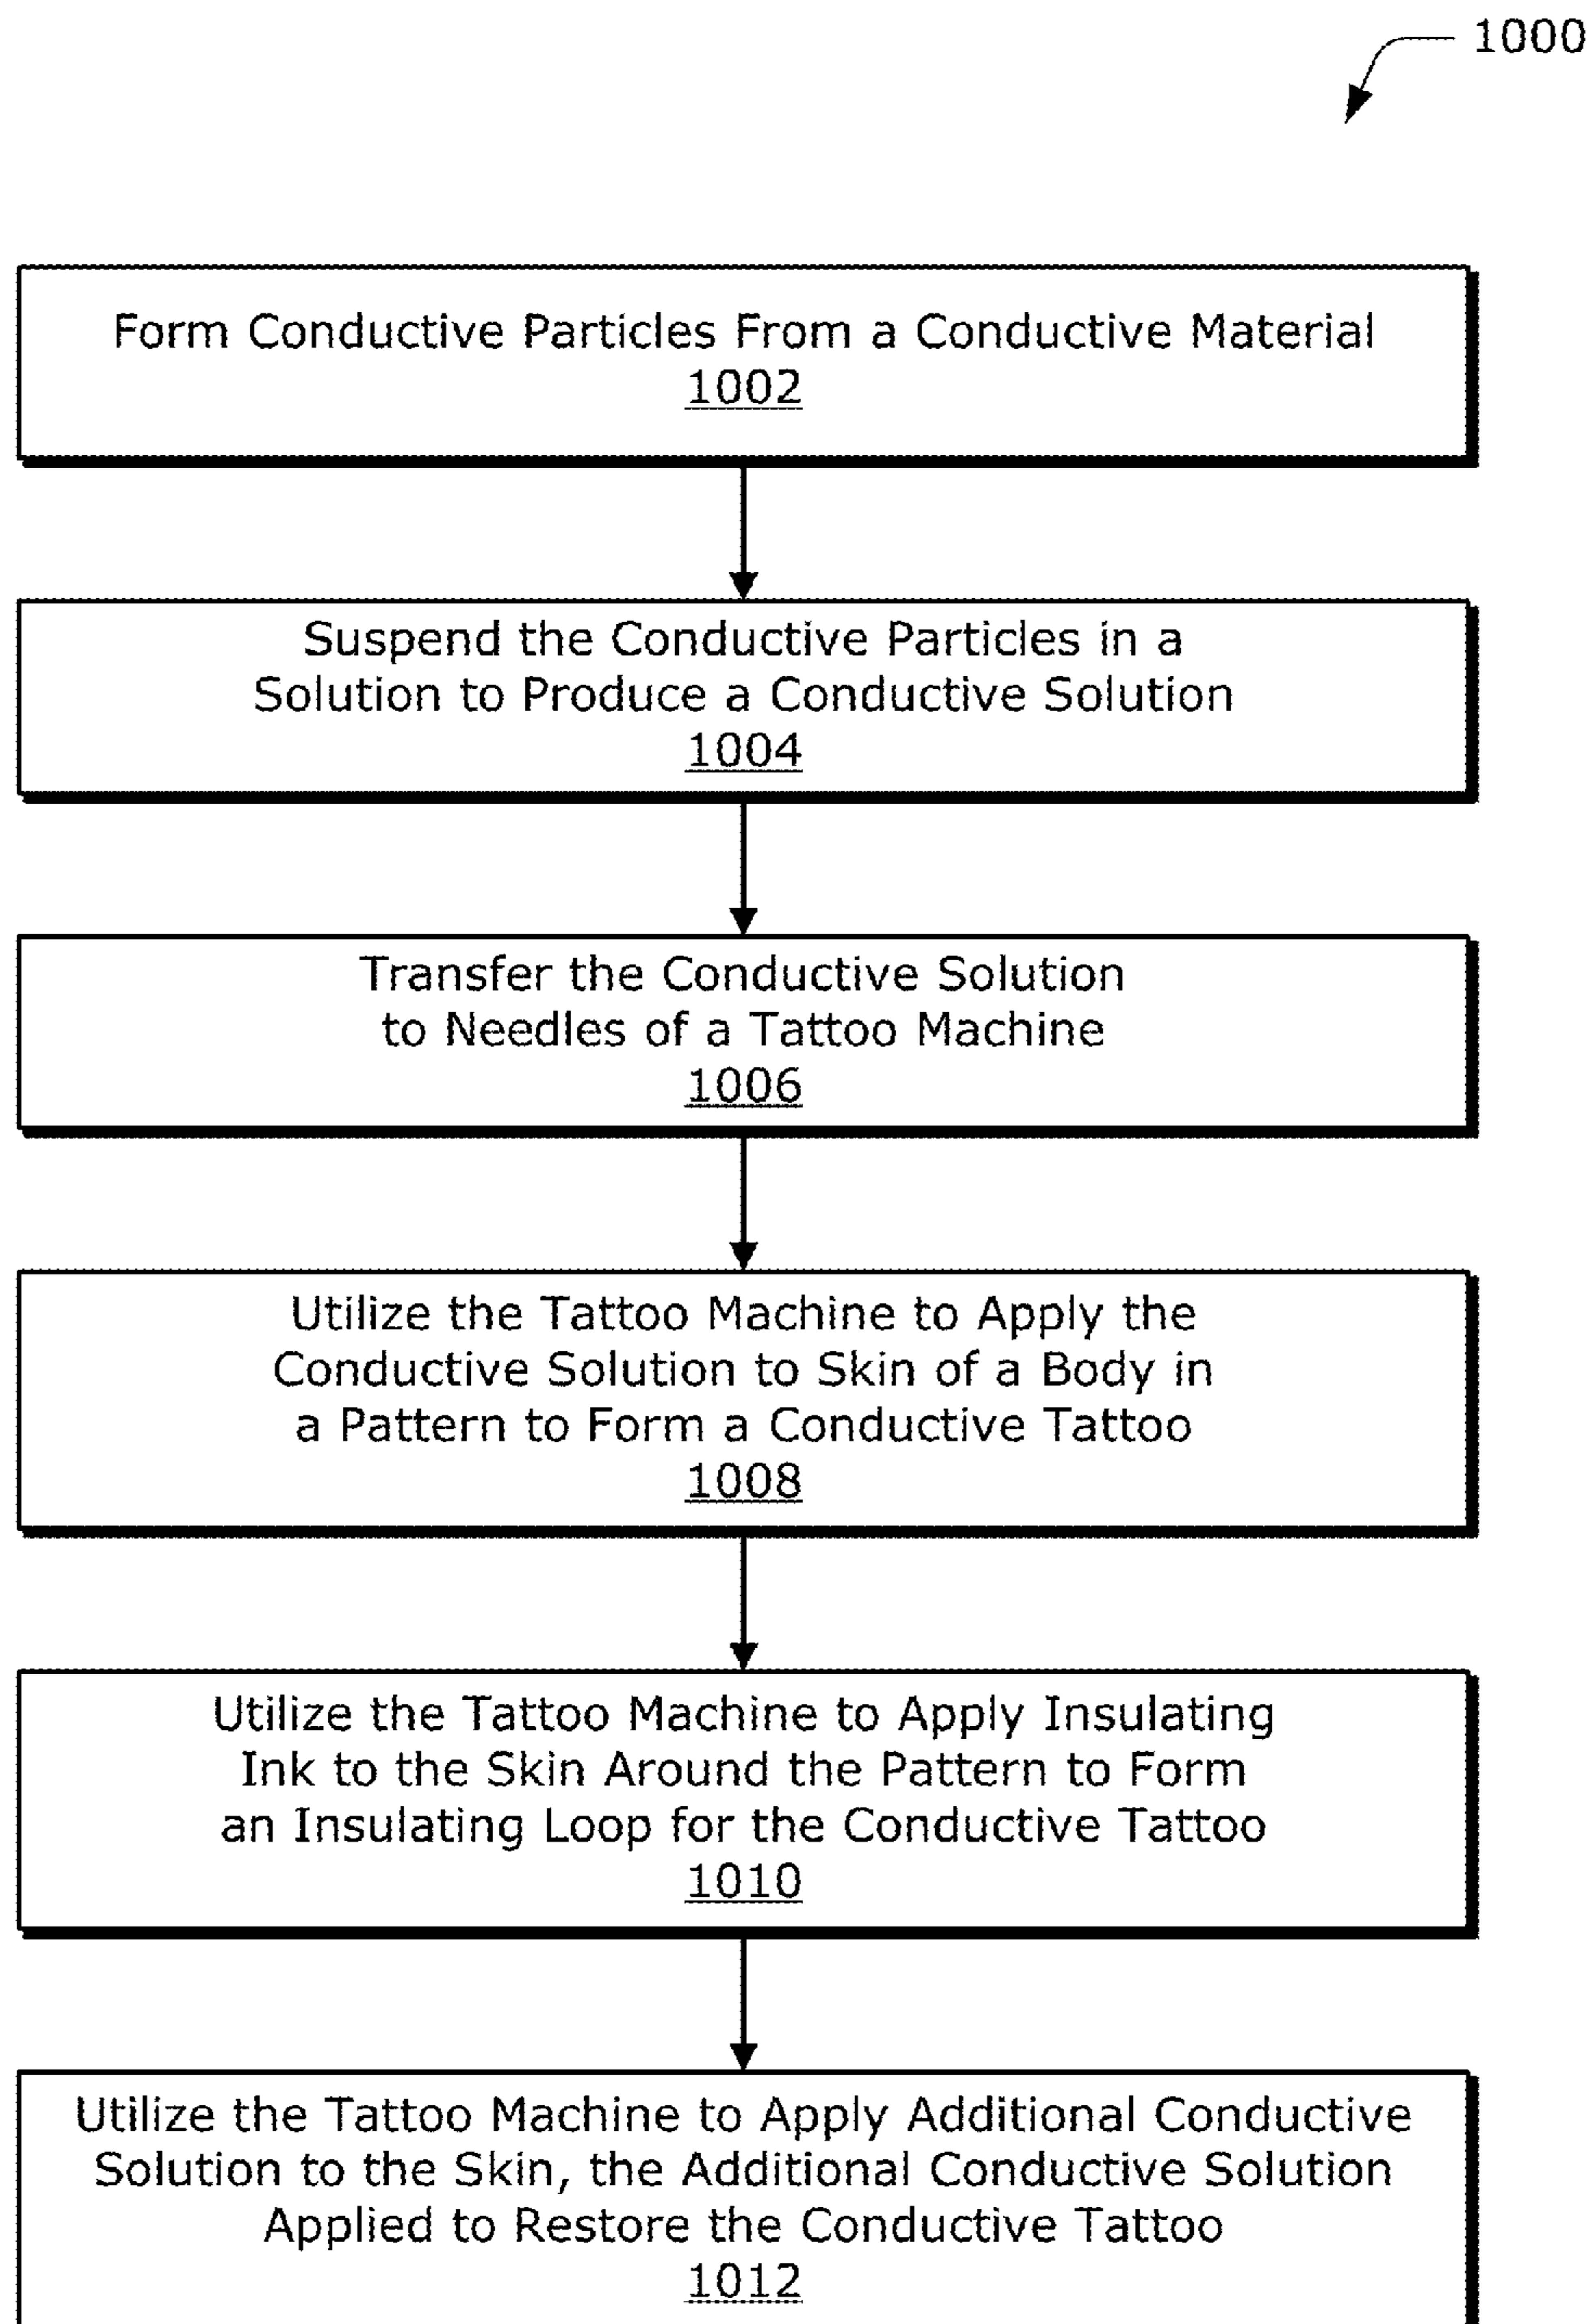 1000
Form Conductive Particles From a Conductive Material
1002
Suspend the Conductive Particles in a
Solution to Produce a Conductive Solution
1004
Transfer the Conductive Solution
to Needles of a Tattoo Machine
1006
Utilize the Tattoo Machine to Apply the
Conductive Solution to Skin of a Body in
a Pattern to Form a Conductive Tattoo
1008
Utilize the Tattoo Machine to Apply Insulating
Ink to the Skin Around the Pattern to Form
an Insulating Loop for the Conductive Tattoo
1010
Utilize the Tattoo Machine to Apply Additional Conductive
Solution to the Skin, the Additional Conductive Solution
Applied to Restore the Conductive Tattoo
1012